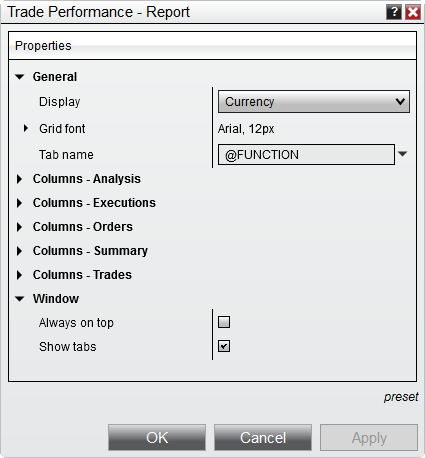 Trade Performance - Report ?
Properties
General
Display Currency
Grid font Arial, 12px
Tab name @FUNCTION
Columns - Analysis
Columns - Executions
Columns - Orders
Columns - Summary
Columns - Trades
Window
Always on top
Show tabs
preset
OK Cancel Apply